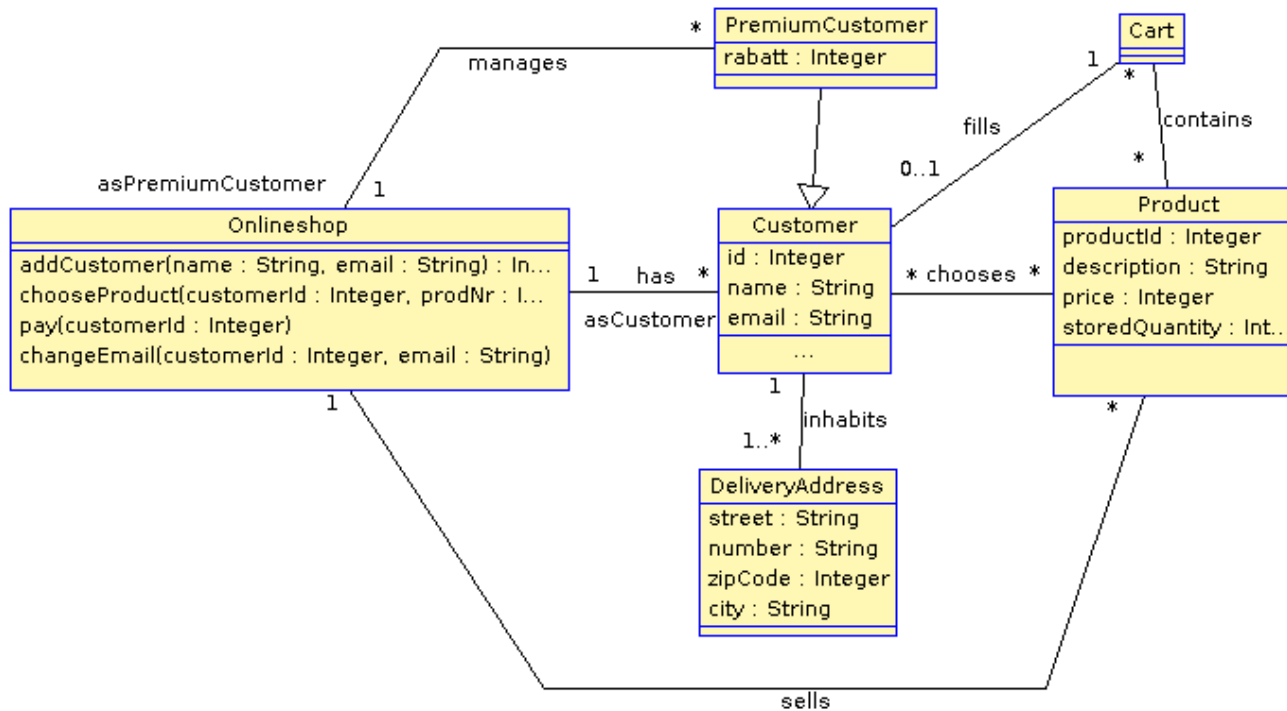 PremiumCustomer
rabatt : Integer
Cart
*
manages
1
*
fills
contains
0..1
*
asPremiumCustomer
1
Onlineshop
addCustomer(name : String, email : String) : In...
chooseProduct(customerId : Integer, prodNr : I...
pay(customerId : Integer)
changeEmail(customerId : Integer, email : String)
1
has
*
asCustomer
Customer
id : Integer
name : String
email : String
...
*
chooses
*
Product
productId : Integer
description : String
price : Integer
storedQuantity : Int...
1
1
inhabits
1..*
*
DeliveryAddress
street : String
number : String
zipCode : Integer
city : String
sells